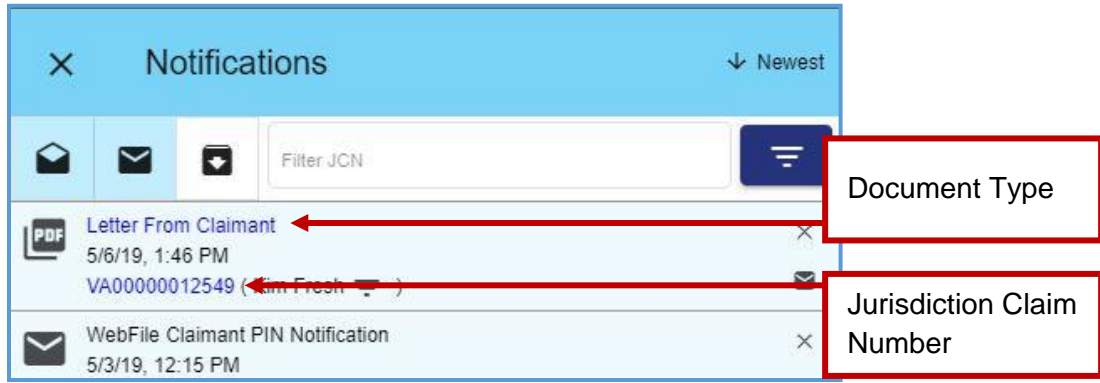 Notifications
Newest
Filter JCN
Document Type
PDF
Letter From Claimant
5/6/19, 1:46 PM
VA00000012549 ( Kim Fresh )
Jurisdiction Claim
Number
WebFile Claimant PIN Notification
5/3/19, 12:15 PM